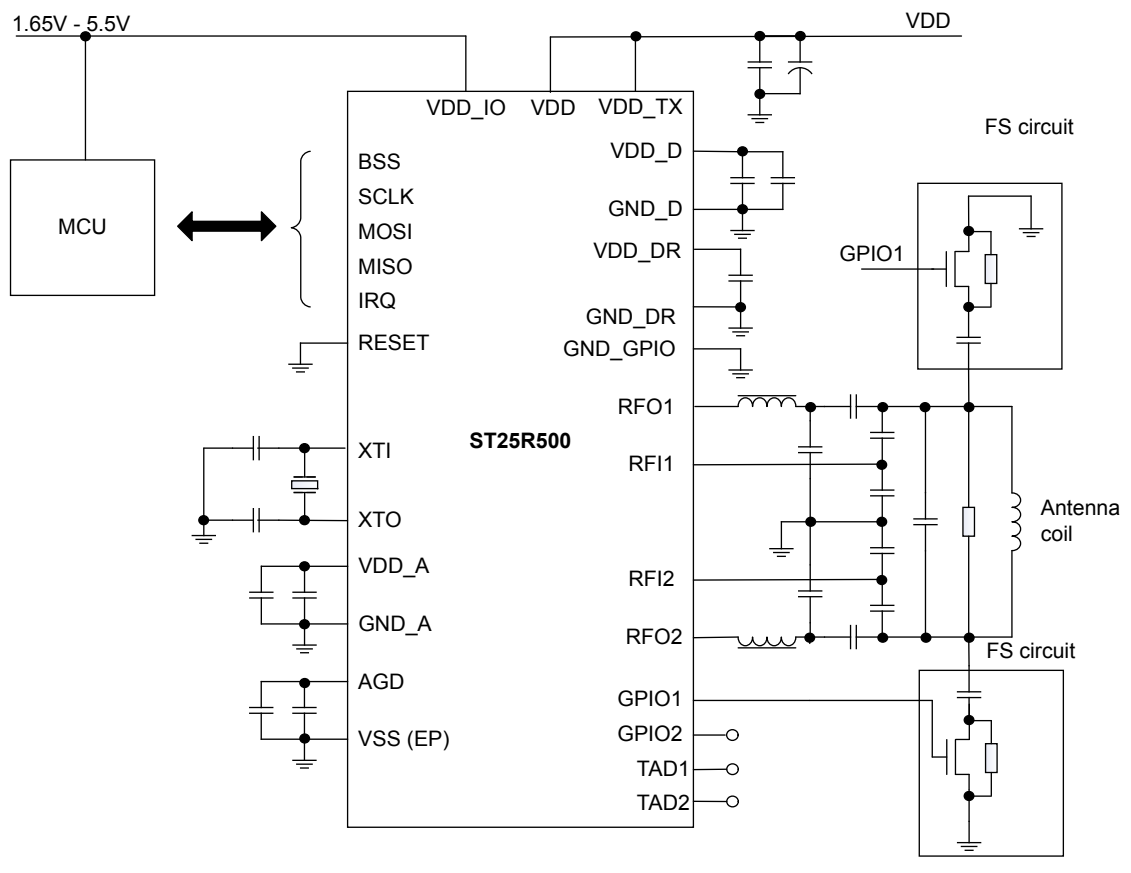 1.65V - 5.5V
VDD
VDD_IO
VDD
VDD_TX
FS circuit
BSS
SCLK
MOSI
MISO
IRQ
RESET
MCU
VDD_D
GND_D
VDD_DR
GND_DR
GND_GPIO
GPIO1
ST25R500
XTI
XTO
VDD_A
GND_A
AGD
VSS (EP)
RFO1
RFI1
RFI2
RFO2
GPIO1
GPIO2
TAD1
TAD2
Antenna
coil
FS circuit